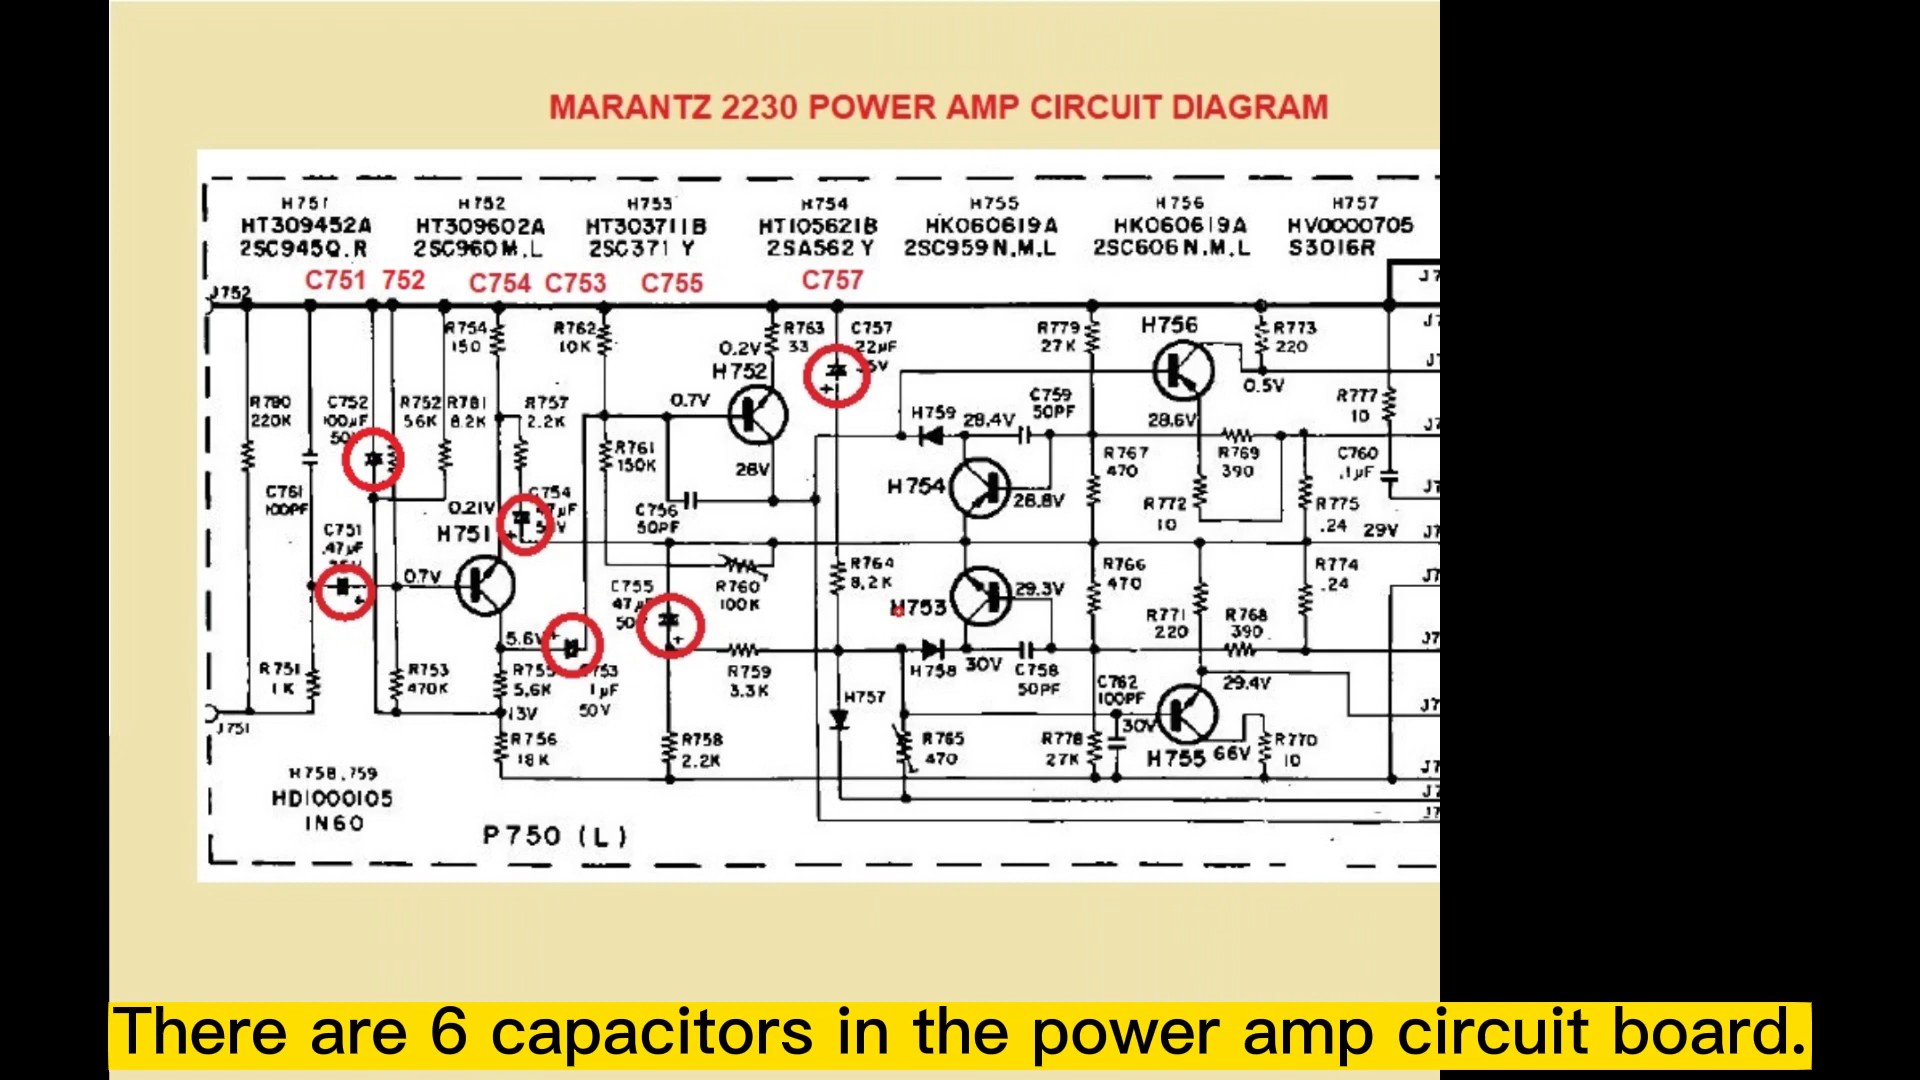 MARANTZ 2230 POWER AMP CIRCUIT DIAGRAM
H751 H752 H753 H754 H755 H756 H757
HT309452A HT309602A HT303711B HT105621B HK060619A HK060619A HV0000705
2SC945Q.R 2SC960M.L 2SC371 Y 2SA562 Y 2SC959N.M.L 2SC606N.M.L S3016R
C751 752 C754 C753 C755 C757
J752
R754 150
R762 10K
R763 33
C757 22µF
R779 27K
H756
R773 220
0.2V
H752
0.5V
R780 220K
C752 100µF
R752 56K
R781 8.2K
R757 2.2K
0.7V
H759
28.4V
C759 50PF
28.6V
R777 10
R761 150K
28V
R767 470
R769 390
C760 .1µF
C761 100PF
0.21V
C754
H751
C756 50PF
H754
28.8V
R772 10
R775 .24
29V
C751 .47µF
0.7V
C755
R760 100K
R764 8.2K
29.3V
R766 470
R774 .24
H753
R771 220
R768 390
5.6V
R751 1K
R753 470K
R755 5.6K
1µF 50V
R759 3.3K
H758
30V
C758 50PF
C762 100PF
29.4V
H757
13V
30V
J751
R756 18K
R758 2.2K
R765 470
R778 27K
H755
66V
R770 10
H758,759
HD1000105
IN60
P750 (L)
There are 6 capacitors in the power amp circuit board.